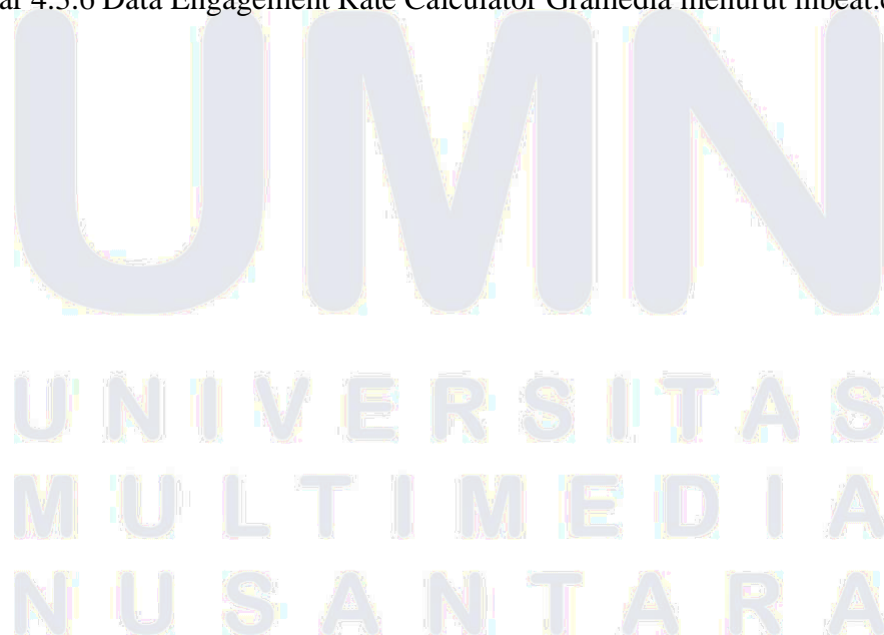 4.3.6 Data Engagement Rate Calculator Gramedia menurut
UMN
UNIVERSITAS
MULTIMEDIA
NUSANTARA